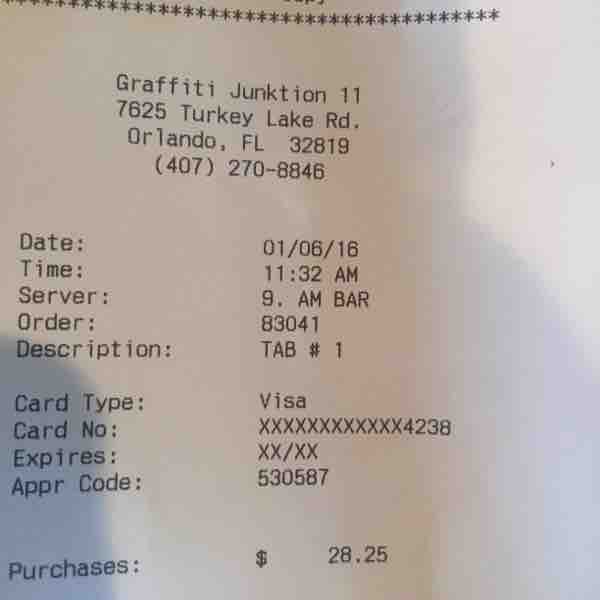 ************************************
Graffiti Junktion 11
7625 Turkey Lake Rd.
Orlando, FL 32819
(407) 270-8846
Date: 01/06/16
Time: 11:32 AM
Server: 9. AM BAR
Order: 83041
Description: TAB # 1
Card Type: Visa
Card No: XXXXXXXXXXXX4238
Expires: XX/XX
Appr Code: 530587
Purchases: $ 28.25